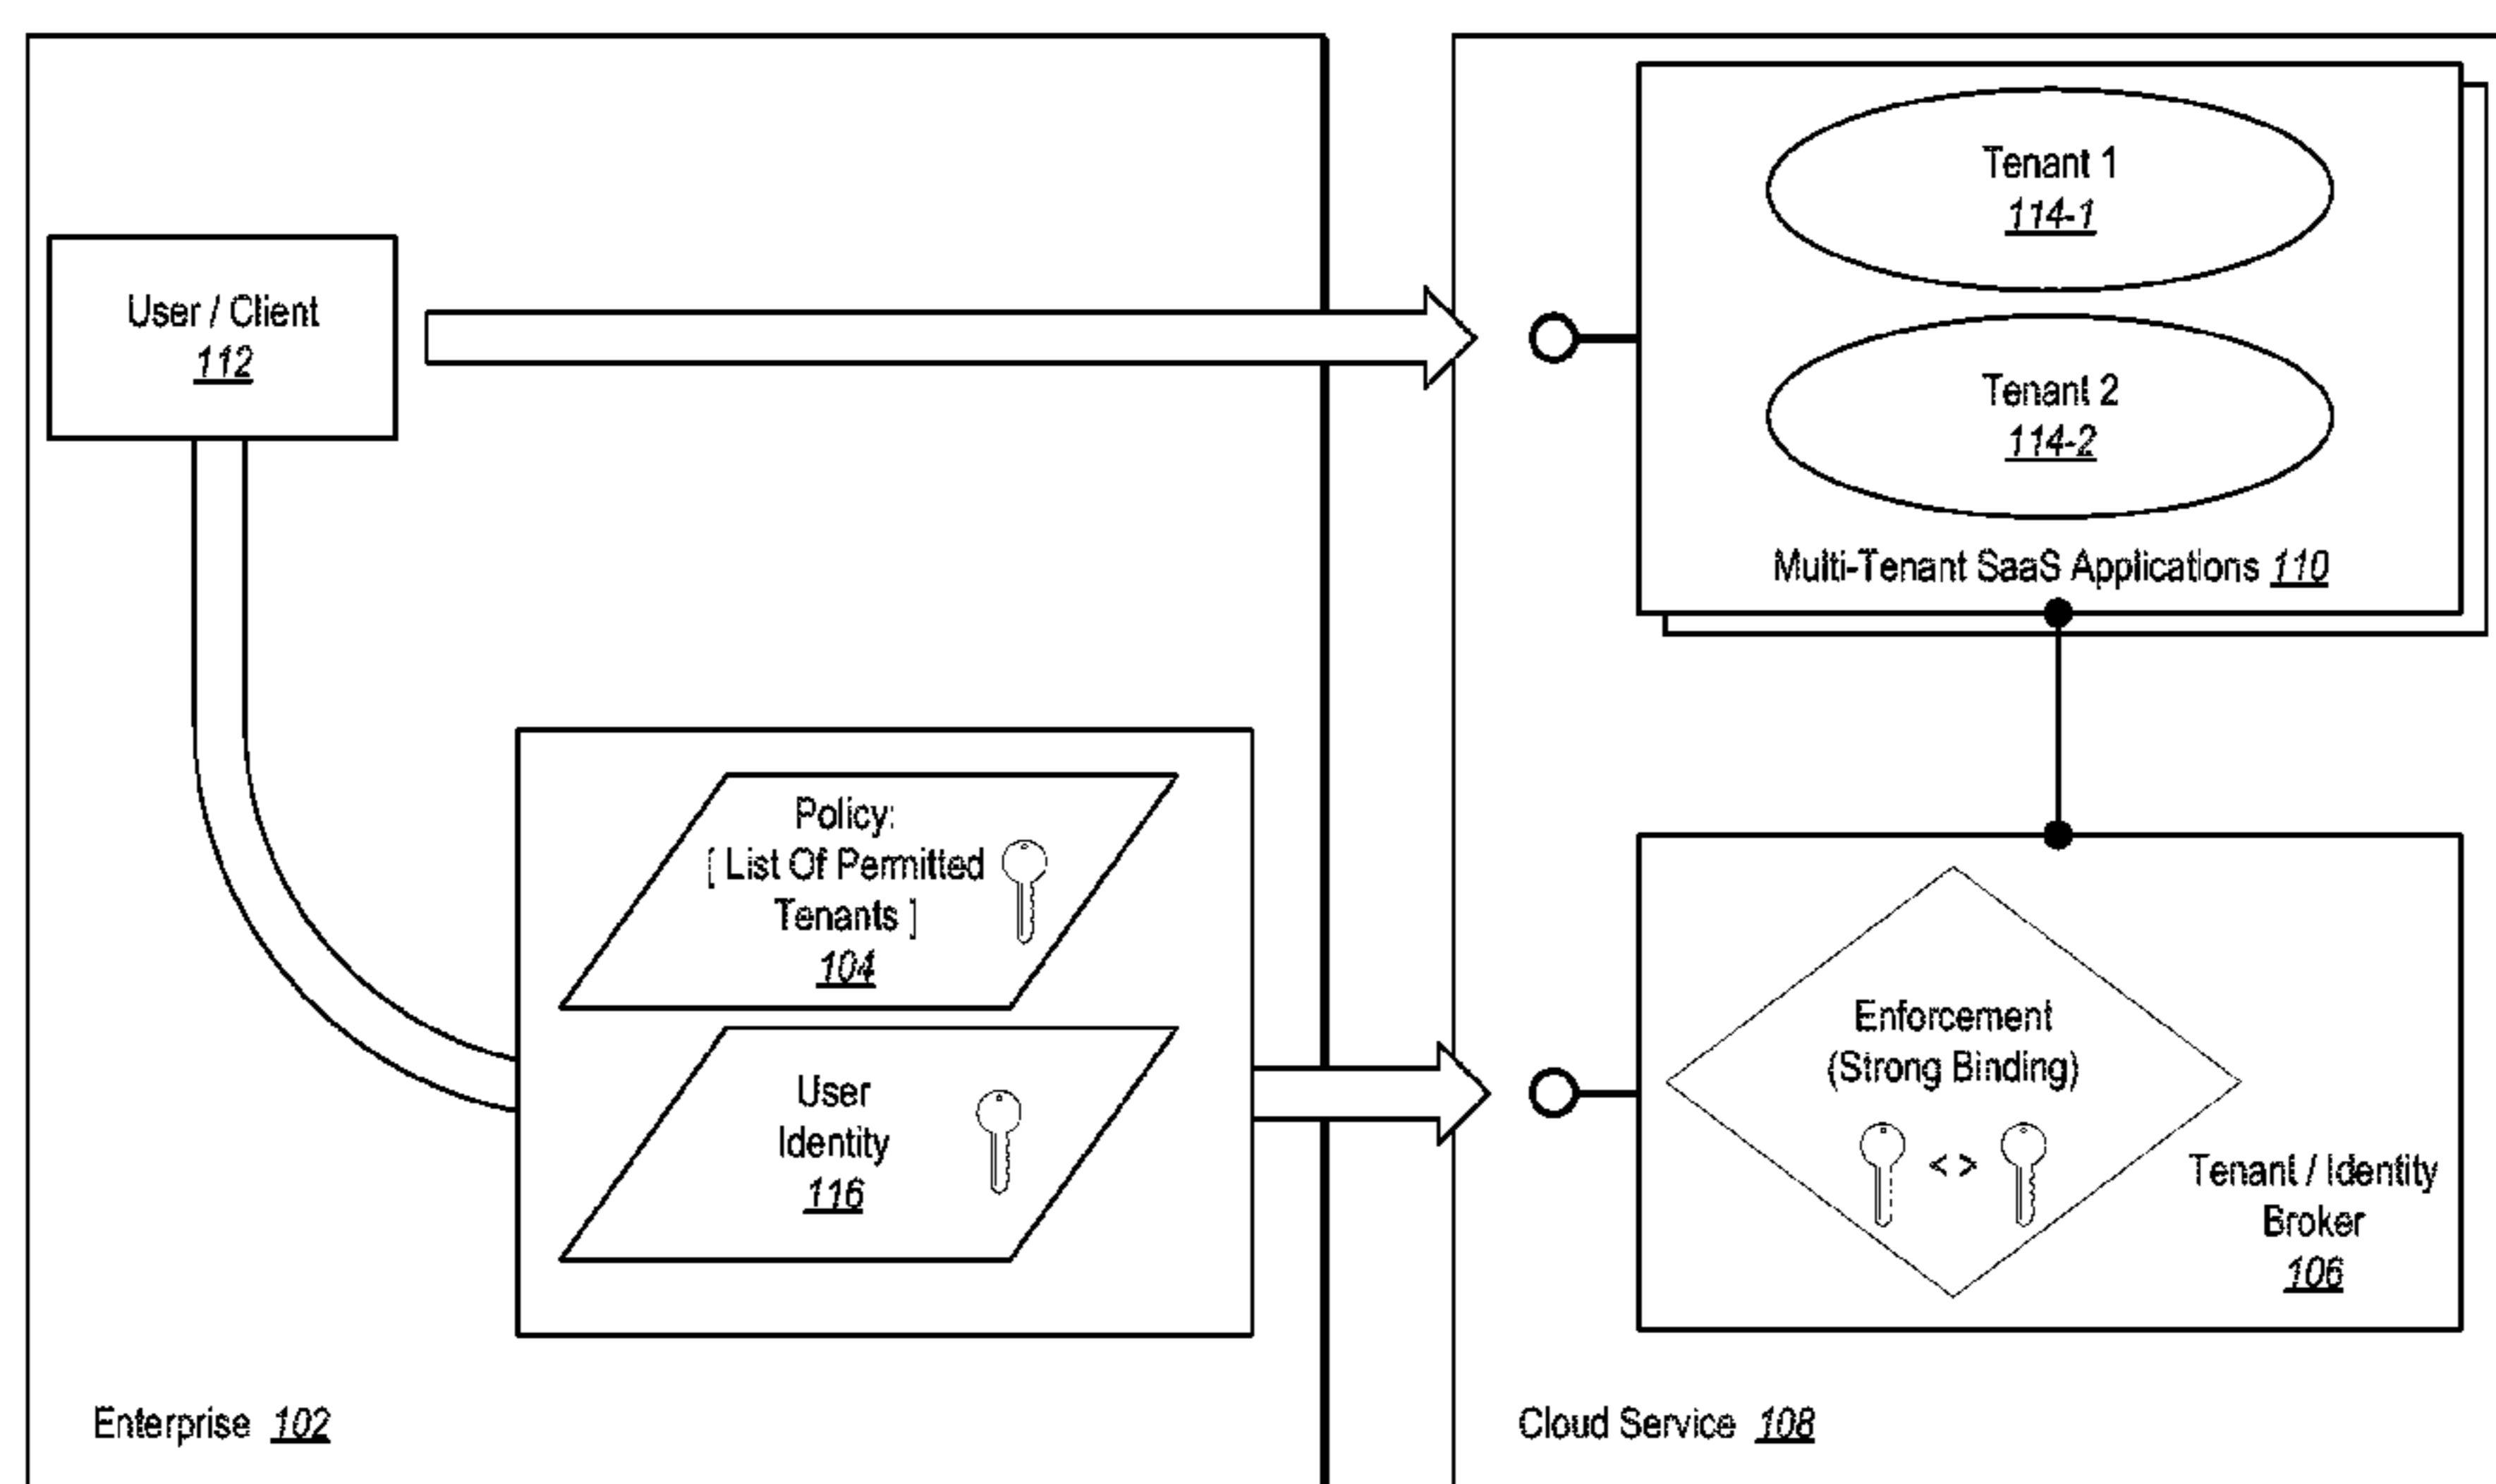 User / Client
112
Tenant 1
114-1
Tenant 2
114-2
Multi-Tenant SaaS Applications 110
Policy:
[ List Of Permitted
Tenants ]
104
User
Identity
116
Enforcement
(Strong Binding)
< >
Tenant / Identity
Broker
106
Enterprise 102
Cloud Service 108